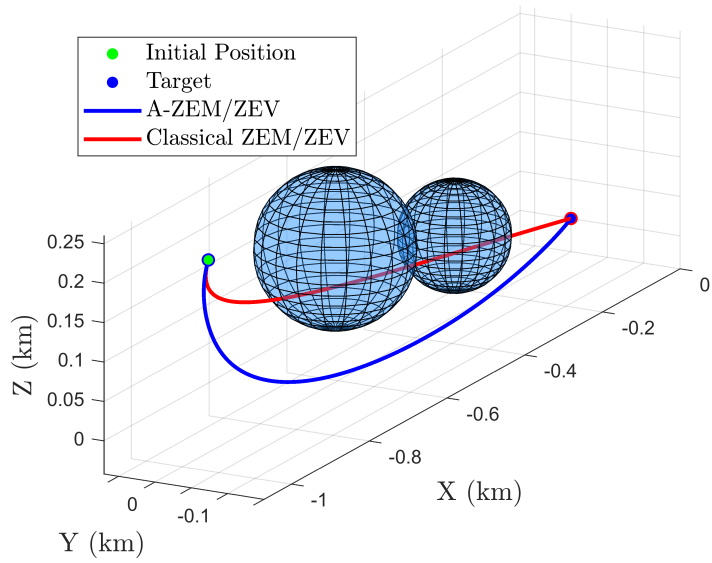 Initial Position
Target
A-ZEM/ZEV
Classical ZEM/ZEV
0.25
0.2
0.15
0.1
0.05
0
Z (km)
0
-0.1
Y (km)
-1
-0.8
-0.6
-0.4
-0.2
0
X (km)